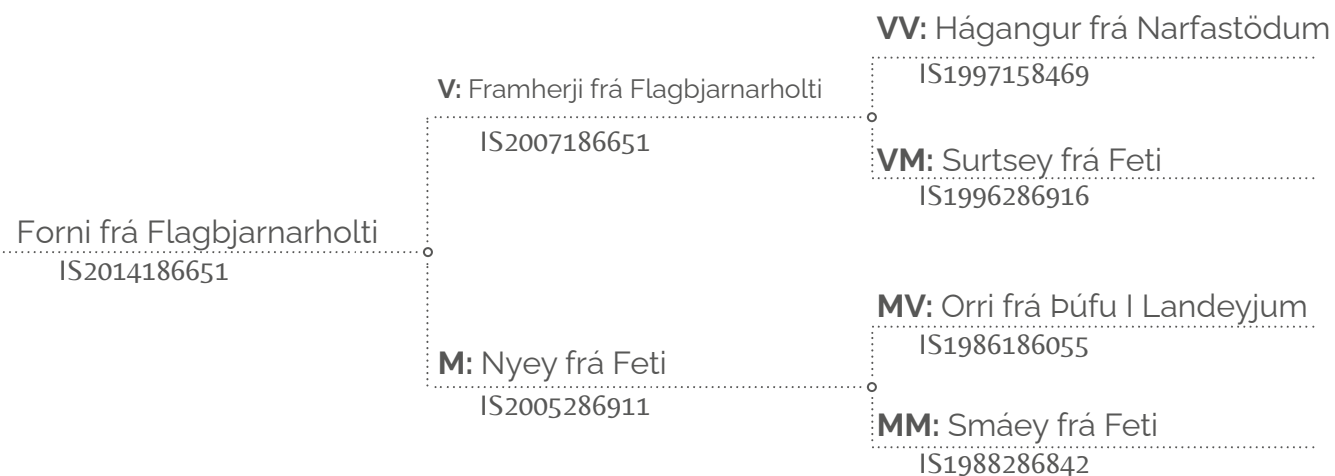 VV: Hágangur frá Narfastödum
IS1997158469
V: Framherji frá Flagbjarnarholti
IS2007186651
VM: Surtsey frá Feti
IS1996286916
Forni frá Flagbjarnarholti
IS2014186651
MV: Orri frá Þúfu I Landeyjum
IS1986186055
M: Nyey frá Feti
IS2005286911
MM: Smáey frá Feti
IS1988286842